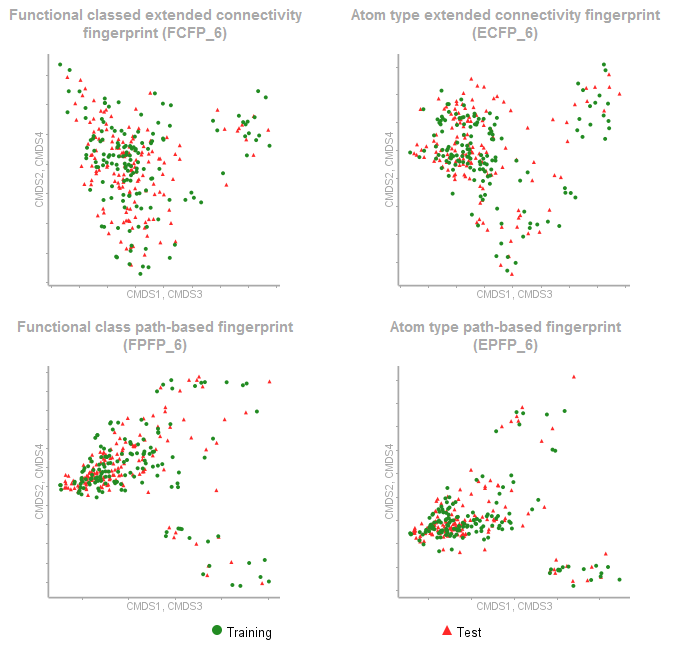 Functional classed extended connectivity
fingerprint (FCFP_6)
Atom type extended connectivity fingerprint
(ECFP_6)
CMDS2, CMDS4
CMDS1, CMDS3
CMDS2, CMDS4
CMDS1, CMDS3
Functional class path-based fingerprint
(FPFP_6)
Atom type path-based fingerprint
(EPFP_6)
CMDS2, CMDS4
CMDS1, CMDS3
CMDS2, CMDS4
CMDS1, CMDS3
Training
Test